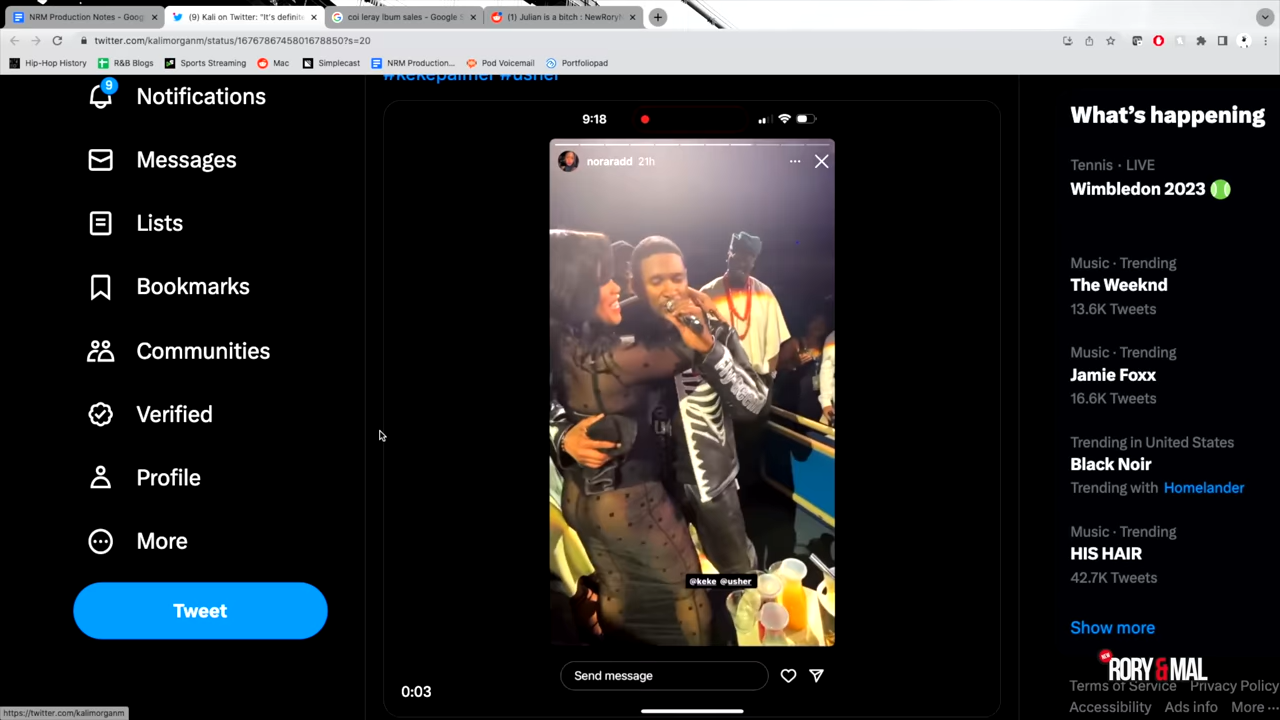 NRM Production Notes - Goog
(9) Kali on Twitter: "It's definite
coi leray lbum sales - Google S
(1) Julian is a bitch : NewRoryN
twitter.com/kalimorganm/status/1676786745801678850?s=20
Hip-Hop History
R&B Blogs
Sports Streaming
Mac
Simplecast
NRM Production...
Pod Voicemail
Portfoliopad
#kekepalmer #usher
9
Notifications
Messages
Lists
Bookmarks
Communities
Verified
Profile
More
Tweet
9:18
noraradd 21h
@keke @usher
Send message
0:03
What's happening
Tennis · LIVE
Wimbledon 2023
Music · Trending
The Weeknd
13.6K Tweets
Music · Trending
Jamie Foxx
16.6K Tweets
Trending in United States
Black Noir
Trending with Homelander
Music · Trending
HIS HAIR
42.7K Tweets
Show more
NEW
RORY & MAL
Terms of Service Privacy Policy
Accessibility Ads info More ...
https://twitter.com/kalimorganm